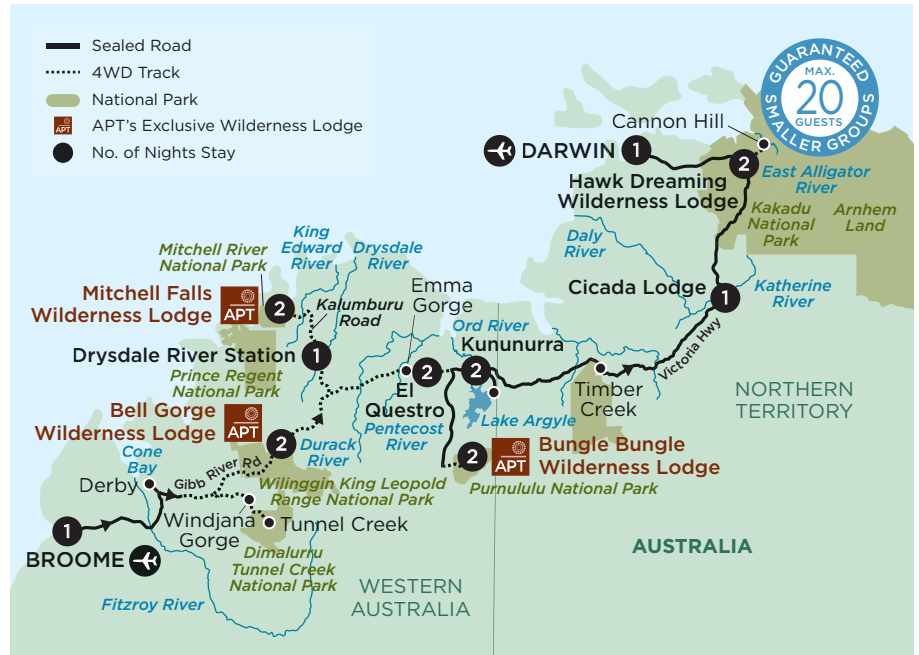 Sealed Road
4WD Track
National Park
APT
APT's Exclusive Wilderness Lodge
No. of Nights Stay
GUARANTEED
MAX.
20
GUESTS
SMALLER GROUPS
Cannon Hill
DARWIN
1
2
Hawk Dreaming
Wilderness Lodge
East Alligator
River
Kakadu
National
Park
Arnhem
Land
Daly
River
Cicada Lodge
1
Katherine
River
Victoria Hwy
Mitchell River
National Park
King
Edward
River
Drysdale
River
Mitchell Falls
Wilderness Lodge
APT
2
Kalumburu
Road
Emma
Gorge
Ord River
Kununurra
2
Drysdale River Station
1
Prince Regent
National Park
2
El
Questro
Pentecost
River
Timber
Creek
NORTHERN
TERRITORY
Lake Argyle
Bell Gorge
Wilderness Lodge
APT
2
Durack
River
2
APT
Bungle Bungle
Wilderness Lodge
Purnululu National Park
Cone
Bay
Derby
Gibb River Rd
Wilinggin King Leopold
Range National Park
Windjana
Gorge
Tunnel Creek
1
BROOME
Dimalurru
Tunnel Creek
National Park
AUSTRALIA
WESTERN
AUSTRALIA
Fitzroy River